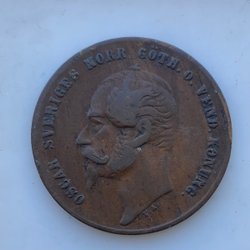 OSCAR SVERIGES NORR. GÖTH. O. VEND. KONUNG.